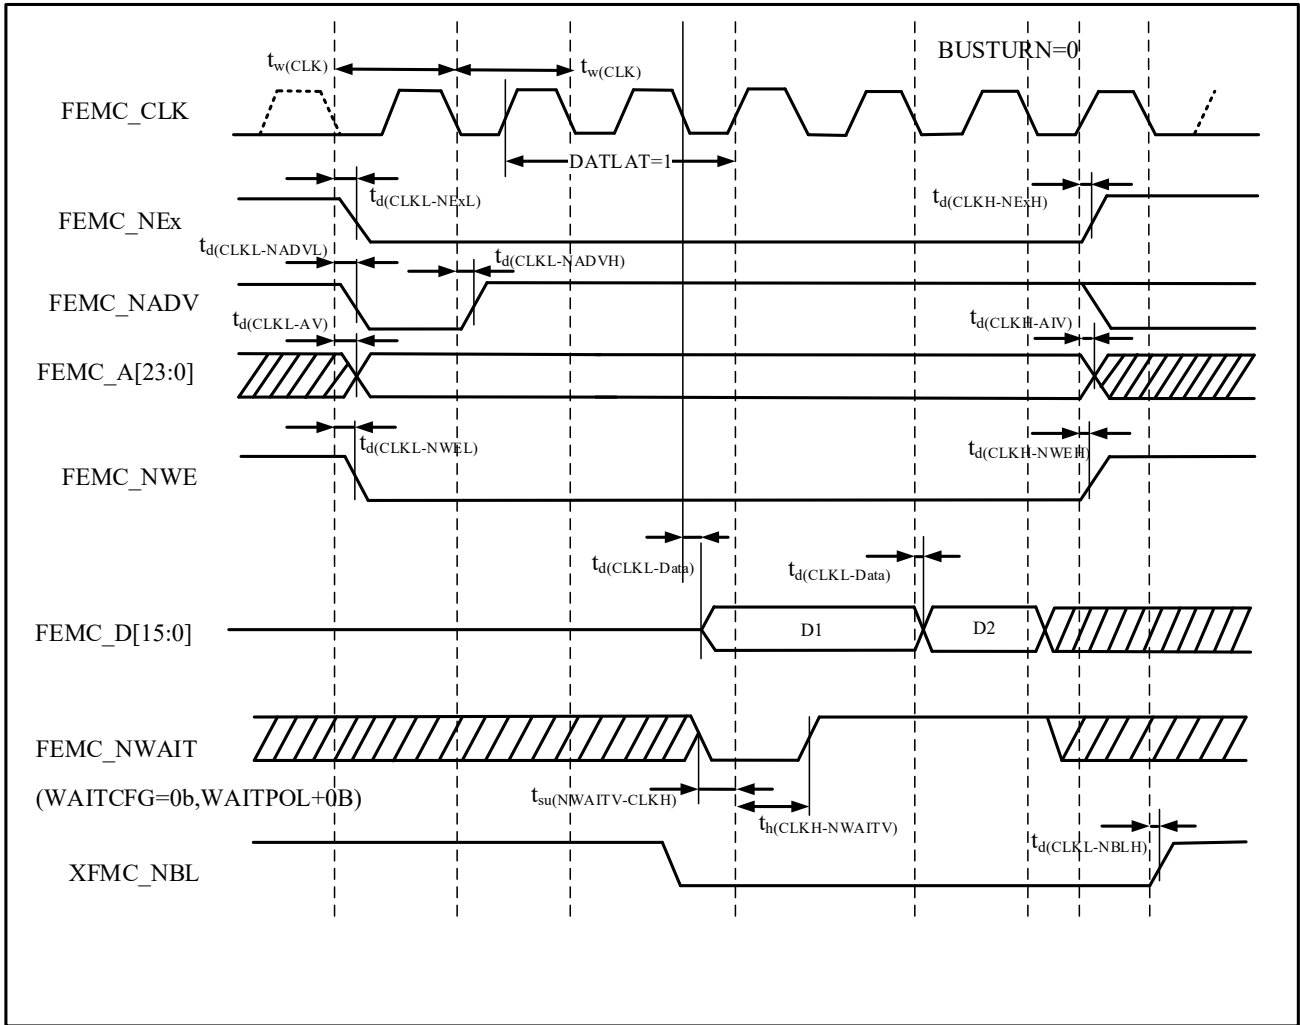 BUSTURN=0
tw(CLK)
tw(CLK)
FEMC_CLK
DATLAT=1
td(CLKL-NExL)
td(CLKH-NExH)
FEMC_NEx
td(CLKL-NADVL)
td(CLKL-NADVH)
FEMC_NADV
td(CLKL-AV)
td(CLKH-AIV)
FEMC_A[23:0]
td(CLKL-NWEL)
td(CLKH-NWEH)
FEMC_NWE
td(CLKL-Data)
td(CLKL-Data)
FEMC_D[15:0]
D1
D2
FEMC_NWAIT
(WAITCFG=0b,WAITPOL+0B)
tsu(NWAITV-CLKH)
th(CLKH-NWAITV)
td(CLKL-NBLH)
XFMC_NBL